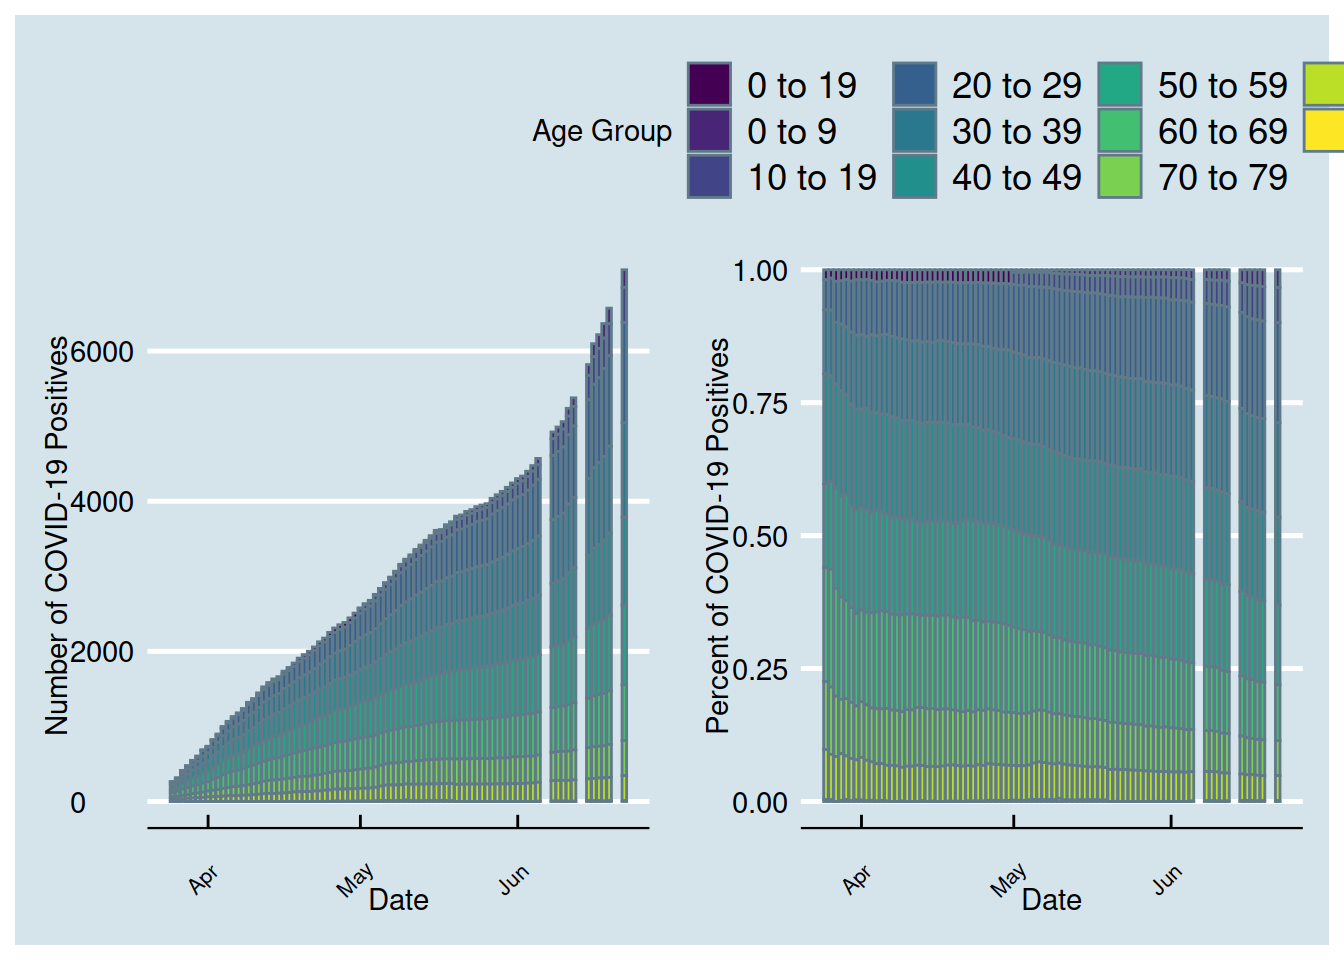 Age Group
0 to 19
0 to 9
10 to 19
20 to 29
30 to 39
40 to 49
50 to 59
60 to 69
70 to 79
Number of COVID-19 Positives
6000
4000
2000
0
Apr
May
Jun
Date
Percent of COVID-19 Positives
1.00
0.75
0.50
0.25
0.00
Apr
May
Jun
Date